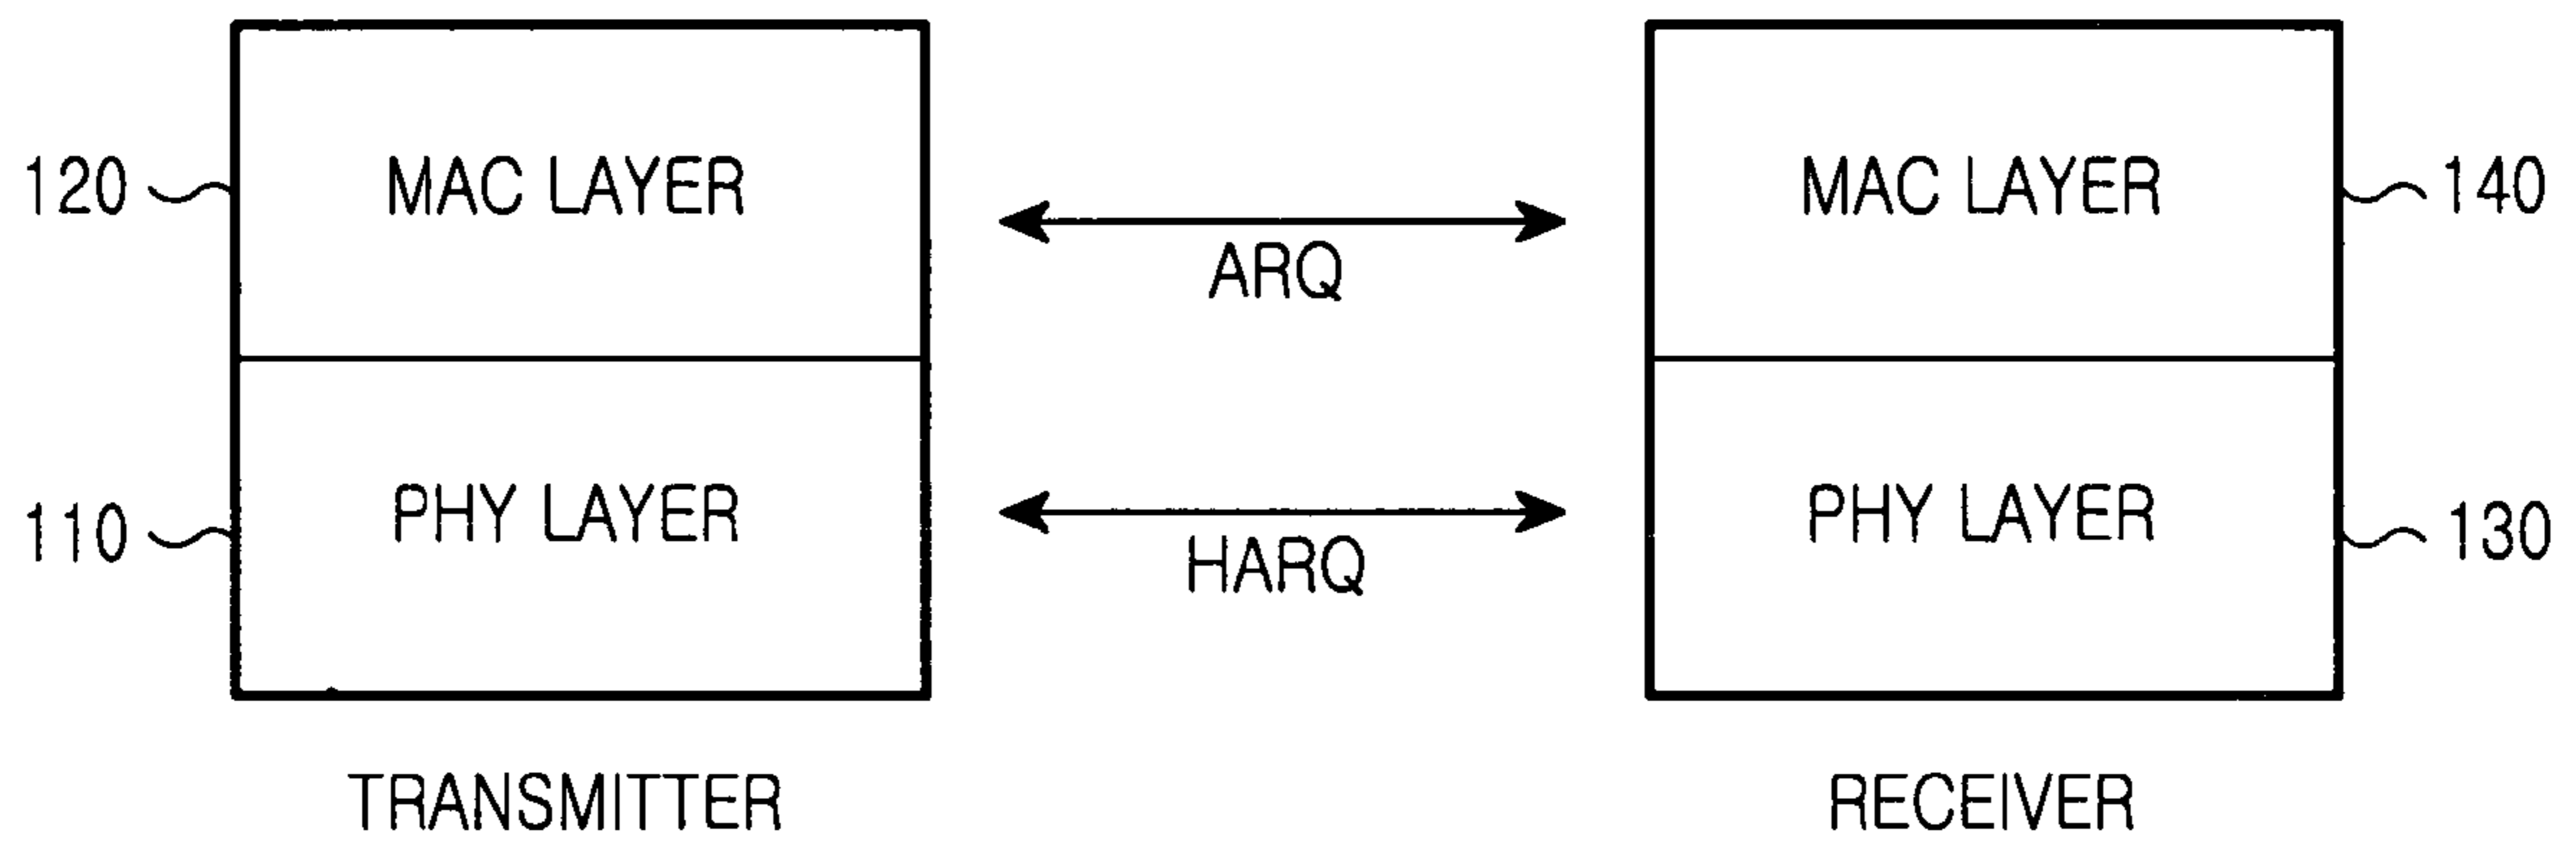 120 MAC LAYER MAC LAYER 140
ARQ
110 PHY LAYER PHY LAYER 130
HARQ
TRANSMITTER RECEIVER